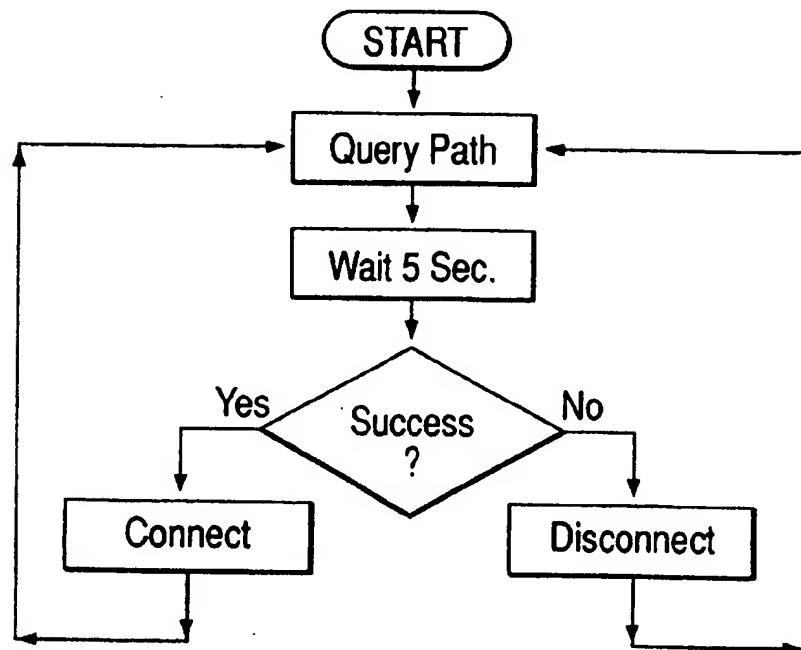 START
Query Path
Wait 5 Sec.
Yes
No
Success
?
Connect
Disconnect